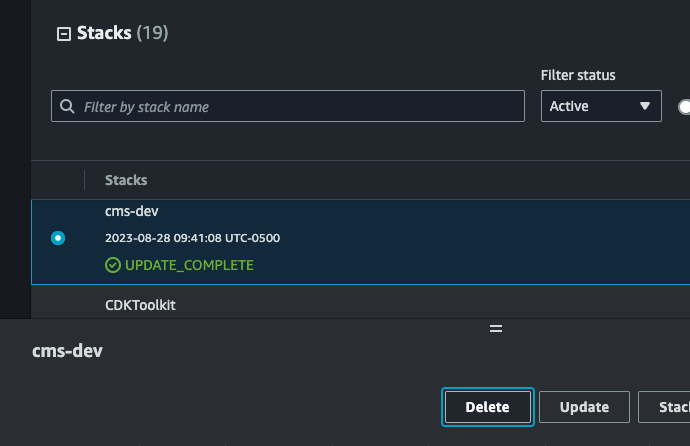 Stacks (19)
Filter status
Filter by stack name
Active
Stacks
cms-dev
2023-08-28 09:41:08 UTC-0500
UPDATE_COMPLETE
CDKToolkit
cms-dev
Delete Update Stac